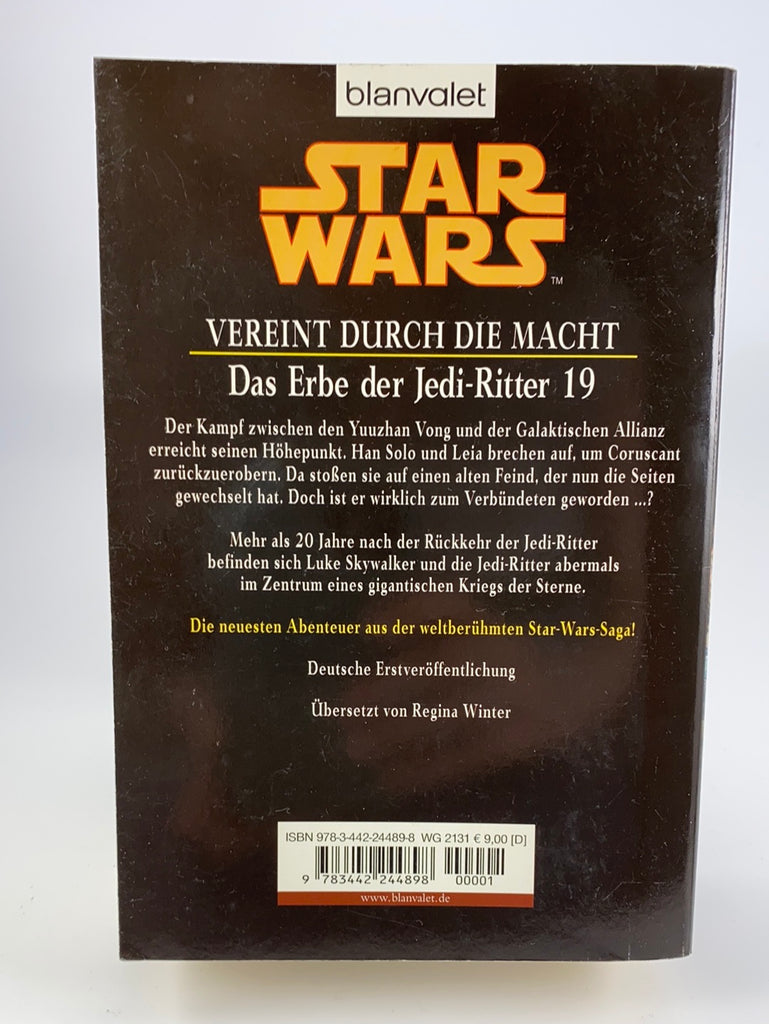 blanvalet
STAR
WARS
™
VEREINT DURCH DIE MACHT
Das Erbe der Jedi-Ritter 19
Der Kampf zwischen den Yuuzhan Vong und der Galaktischen Allianz
erreicht seinen Höhepunkt. Han Solo und Leia brechen auf, um Coruscant
zurückzuerobern. Da stoßen sie auf einen alten Feind, der nun die Seiten
gewechselt hat. Doch ist er wirklich zum Verbündeten geworden ...?
Mehr als 20 Jahre nach der Rückkehr der Jedi-Ritter
befinden sich Luke Skywalker und die Jedi-Ritter abermals
im Zentrum eines gigantischen Kriegs der Sterne.
Die neuesten Abenteuer aus der weltberühmten Star-Wars-Saga!
Deutsche Erstveröffentlichung
Übersetzt von Regina Winter
ISBN 978-3-442-24489-8 WG 2131 € 9,00 [D]
9 783442 244898 00001
www.blanvalet.de